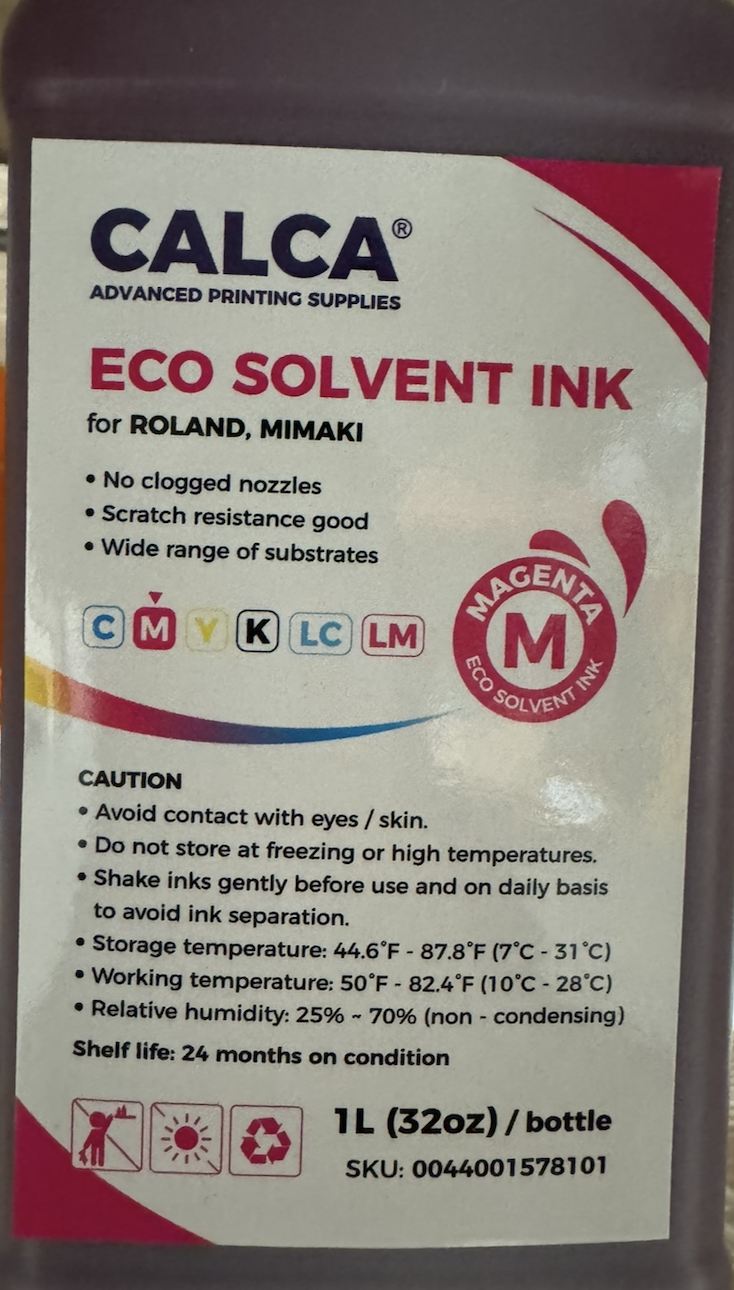 CALCA®
ADVANCED PRINTING SUPPLIES
ECO SOLVENT INK
for ROLAND, MIMAKI
• No clogged nozzles
• Scratch resistance good
• Wide range of substrates
C M Y K LC LM
MAGENTA
M
ECO SOLVENT INK
CAUTION
• Avoid contact with eyes / skin.
• Do not store at freezing or high temperatures.
• Shake inks gently before use and on daily basis
to avoid ink separation.
• Storage temperature: 44.6°F - 87.8°F (7°C - 31°C)
• Working temperature: 50°F - 82.4°F (10°C - 28°C)
• Relative humidity: 25% ~ 70% (non - condensing)
Shelf life: 24 months on condition
1L (32oz) / bottle
SKU: 0044001578101